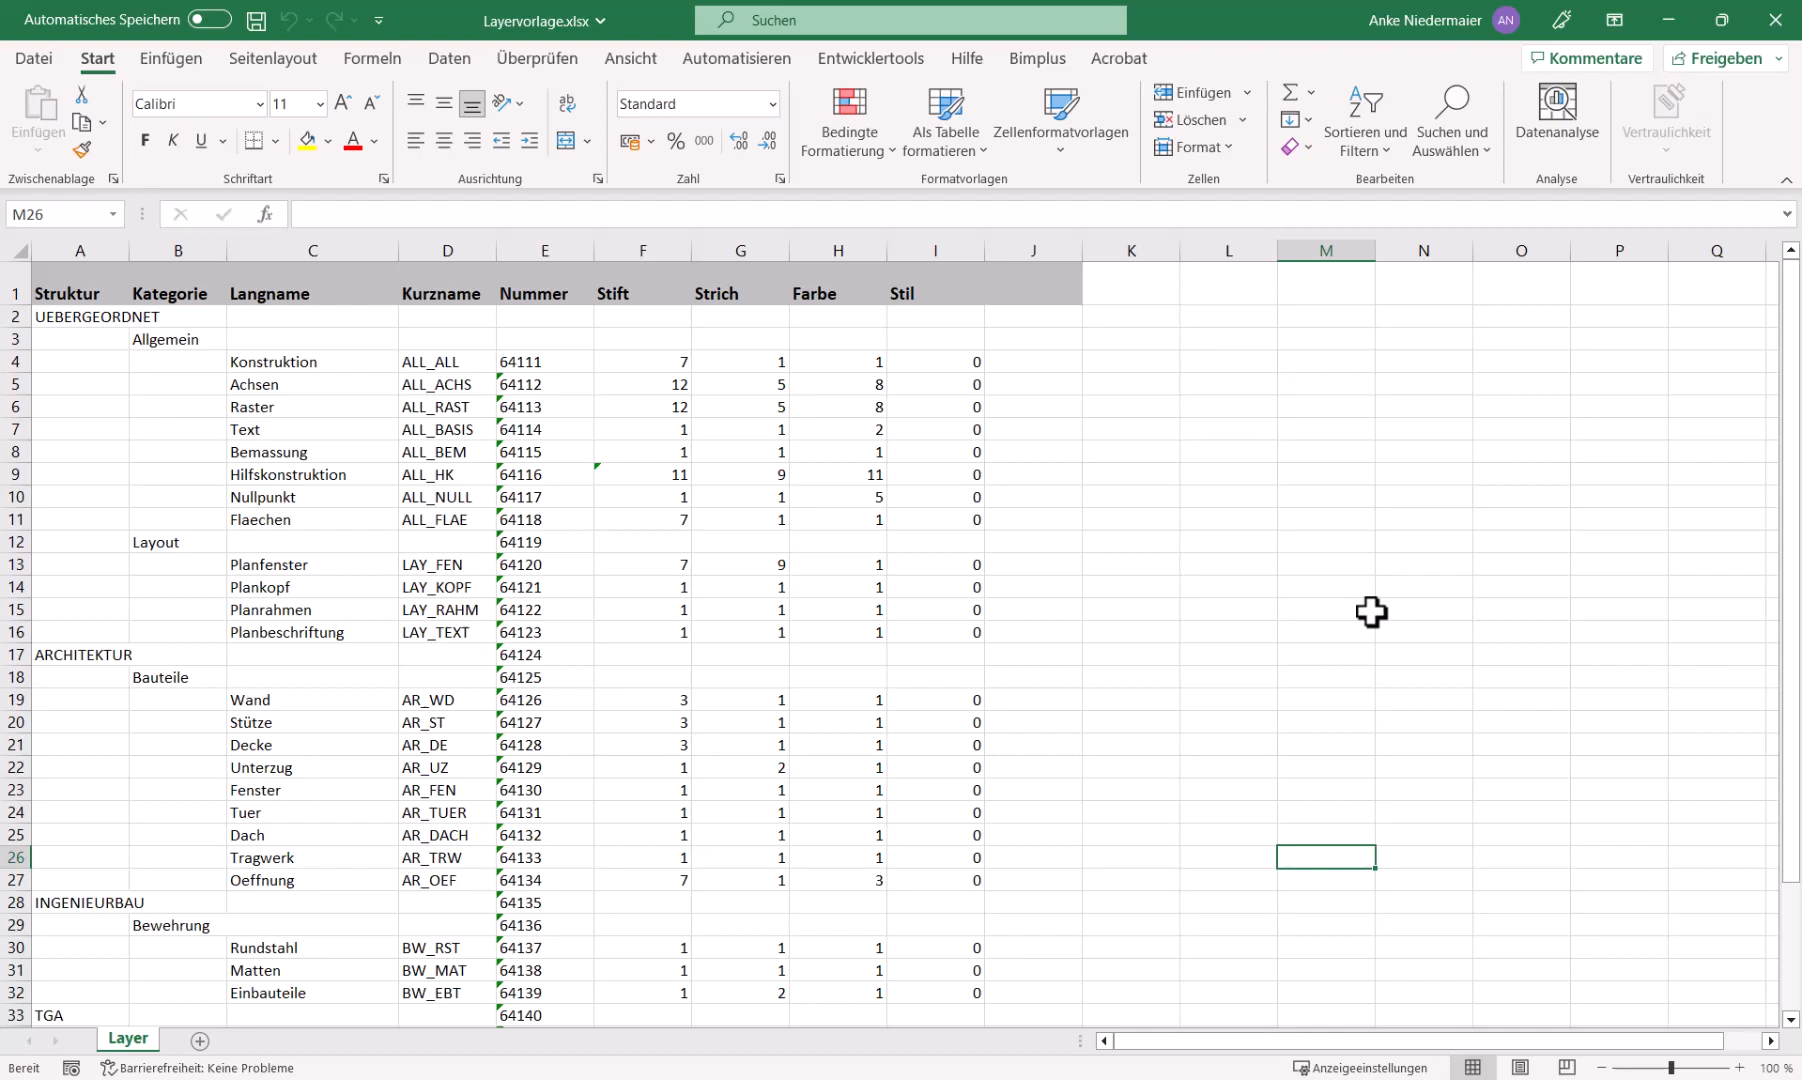 Automatisches Speichern Layervorlage.xlsx Suchen Anke Niedermaier AN
Datei Start Einfügen Seitenlayout Formeln Daten Überprüfen Ansicht Automatisieren Entwicklertools Hilfe Bimplus Acrobat Kommentare Freigeben
Einfügen Calibri 11 Standard Bedingte Formatierung Als Tabelle formatieren Zellenformatvorlagen Einfügen Löschen Format Sortieren und Filtern Suchen und Auswählen Datenanalyse Vertraulichkeit
F K U % 000
Zwischenablage Schriftart Ausrichtung Zahl Formatvorlagen Zellen Bearbeiten Analyse Vertraulichkeit
M26 fx
A B C D E F G H I J K L M N O P Q
1 Struktur Kategorie Langname Kurzname Nummer Stift Strich Farbe Stil
2 UEBERGEORDNET
3 Allgemein
4 Konstruktion ALL_ALL 64111 7 1 1 0
5 Achsen ALL_ACHS 64112 12 5 8 0
6 Raster ALL_RAST 64113 12 5 8 0
7 Text ALL_BASIS 64114 1 1 2 0
8 Bemassung ALL_BEM 64115 1 1 1 0
9 Hilfskonstruktion ALL_HK 64116 11 9 11 0
10 Nullpunkt ALL_NULL 64117 1 1 5 0
11 Flaechen ALL_FLAE 64118 7 1 1 0
12 Layout 64119
13 Planfenster LAY_FEN 64120 7 9 1 0
14 Plankopf LAY_KOPF 64121 1 1 1 0
15 Planrahmen LAY_RAHM 64122 1 1 1 0
16 Planbeschriftung LAY_TEXT 64123 1 1 1 0
17 ARCHITEKTUR 64124
18 Bauteile 64125
19 Wand AR_WD 64126 3 1 1 0
20 Stütze AR_ST 64127 3 1 1 0
21 Decke AR_DE 64128 3 1 1 0
22 Unterzug AR_UZ 64129 1 2 1 0
23 Fenster AR_FEN 64130 1 1 1 0
24 Tuer AR_TUER 64131 1 1 1 0
25 Dach AR_DACH 64132 1 1 1 0
26 Tragwerk AR_TRW 64133 1 1 1 0
27 Oeffnung AR_OEF 64134 7 1 3 0
28 INGENIEURBAU 64135
29 Bewehrung 64136
30 Rundstahl BW_RST 64137 1 1 1 0
31 Matten BW_MAT 64138 1 1 1 0
32 Einbauteile BW_EBT 64139 1 2 1 0
33 TGA 64140
Layer
Bereit Barrierefreiheit: Keine Probleme Anzeigeeinstellungen 100 %